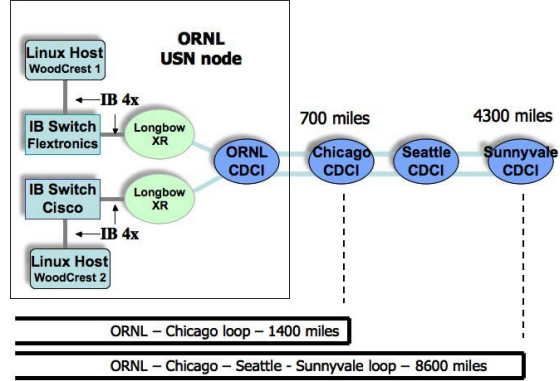 ORNL
USN node
Linux Host
WoodCrest 1
IB 4x
IB Switch
Flextronics
Longbow
XR
700 miles
4300 miles
ORNL
CDCI
Chicago
CDCI
Seattle
CDCI
Sunnyvale
CDCI
IB Switch
Cisco
Longbow
XR
IB 4x
Linux Host
WoodCrest 2
ORNL – Chicago loop – 1400 miles
ORNL – Chicago – Seattle - Sunnyvale loop – 8600 miles